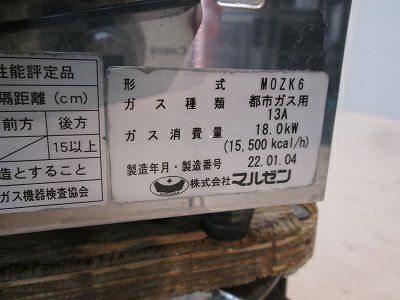 性能評定品
隔距離(cm)
前方 後方
15以上
造とすること
ガス機器検査協会
形式 MOZK6
ガス種類 都市ガス用
13A
ガス消費量 18.0kW
(15,500kcal/h)
製造年月・製造番号 22.01.04
株式会社マルゼン